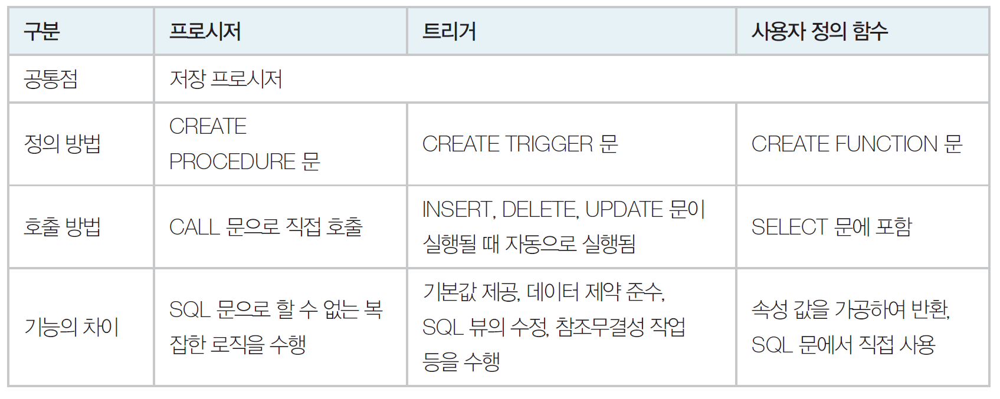 구분
프로시저
트리거
사용자 정의 함수
공통점
저장 프로시저
정의 방법
CREATE
PROCEDURE 문
CREATE TRIGGER 문
CREATE FUNCTION 문
호출 방법
CALL 문으로 직접 호출
INSERT, DELETE, UPDATE 문이
실행될 때 자동으로 실행됨
SELECT 문에 포함
기능의 차이
SQL 문으로 할 수 없는 복
잡한 로직을 수행
기본값 제공, 데이터 제약 준수,
SQL 뷰의 수정, 참조무결성 작업
등을 수행
속성 값을 가공하여 반환,
SQL 문에서 직접 사용